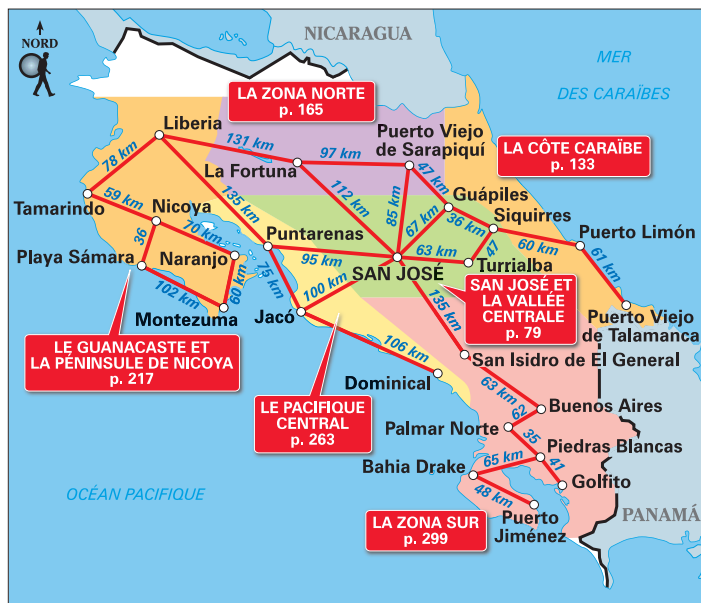 NICARAGUA
NORD
MER
DES CARAÏBES
LA ZONA NORTE
p. 165
Liberia
131 km
97 km
Puerto Viejo
de Sarapiquí
LA CÔTE CARAÏBE
p. 133
78 km
La Fortuna
47 km
135 km
112 km
85 km
Guápiles
59 km
Tamarindo
Nicoya
67 km
36 km
Siquirres
70 km
Puntarenas
47
60 km
Puerto Limón
36
Naranjo
95 km
63 km
61 km
Playa Sámara
SAN JOSÉ
Turrialba
75 km
60 km
100 km
102 km
135 km
SAN JOSÉ ET
LA VALLÉE
CENTRALE
p. 79
Montezuma
Jacó
Puerto Viejo
de Talamanca
LE GUANACASTE ET
LA PÉNINSULE DE NICOYA
p. 217
106 km
San Isidro de El General
Dominical
63 km
LE PACIFIQUE
CENTRAL
p. 263
62
Buenos Aires
Palmar Norte
35
Piedras Blancas
Bahia Drake
65 km
41
Golfito
48 km
OCÉAN PACIFIQUE
Puerto
Jiménez
LA ZONA SUR
p. 299
PANAMÁ